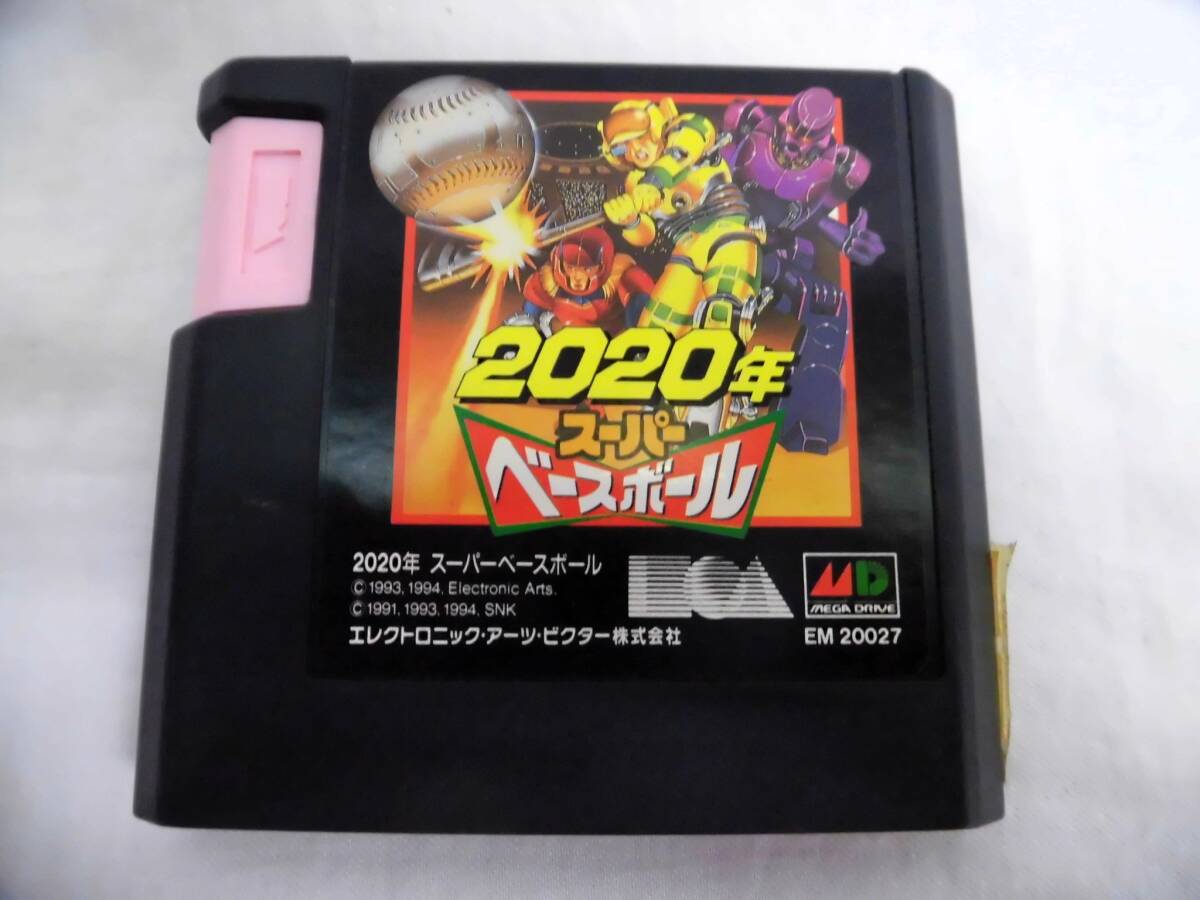 2020年
スーパー
ベースボール
2020年 スーパーベースボール
© 1993, 1994, Electronic Arts.
© 1991, 1993, 1994, SNK
エレクトロニック・アーツ・ビクター株式会社
EOA
MD
MEGA DRIVE
EM 20027